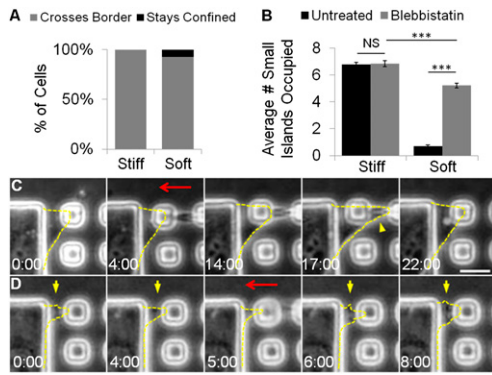 A
Crosses Border Stays Confined
% of Cells
100%
50%
0%
Stiff Soft
B
Untreated Blebbistatin
Average # Small
Islands Occupied
8
6
4
2
0
NS
***
***
Stiff Soft
C
0:00 4:00 14:00 17:00 22:00
D
0:00 4:00 5:00 6:00 8:00